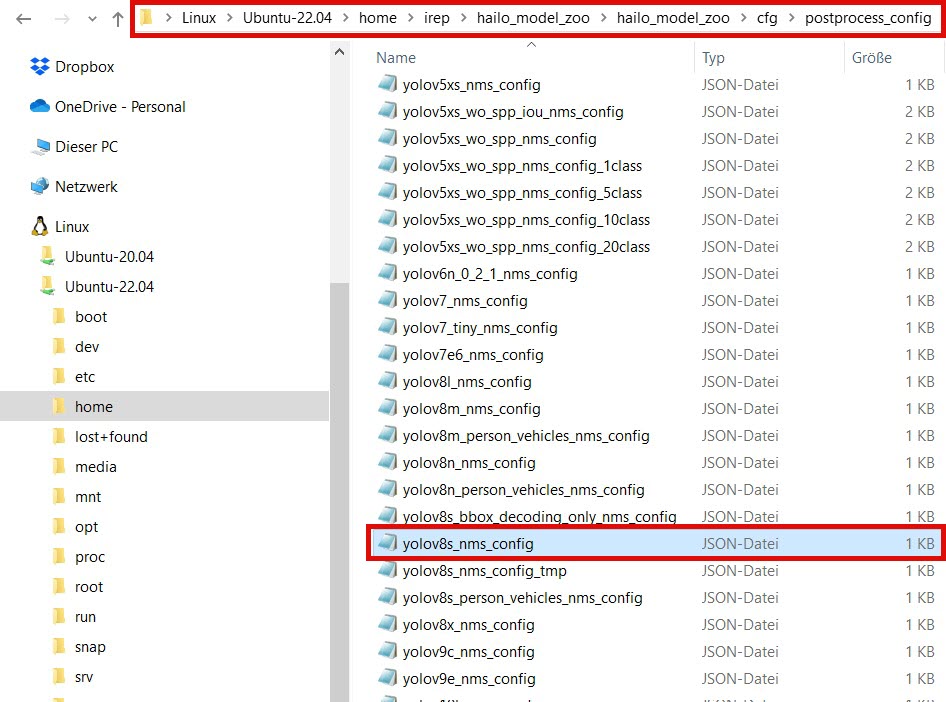 Linux > Ubuntu-22.04 > home > irep > hailo_model_zoo > hailo_model_zoo > cfg > postprocess_config
Dropbox
OneDrive - Personal
Dieser PC
Netzwerk
Linux
Ubuntu-20.04
Ubuntu-22.04
boot
dev
etc
home
lost+found
media
mnt
opt
proc
root
run
snap
srv
Name Typ Größe
yolov5xs_nms_config JSON-Datei 1 KB
yolov5xs_wo_spp_iou_nms_config JSON-Datei 2 KB
yolov5xs_wo_spp_nms_config JSON-Datei 2 KB
yolov5xs_wo_spp_nms_config_1class JSON-Datei 2 KB
yolov5xs_wo_spp_nms_config_5class JSON-Datei 2 KB
yolov5xs_wo_spp_nms_config_10class JSON-Datei 2 KB
yolov5xs_wo_spp_nms_config_20class JSON-Datei 2 KB
yolov6n_0_2_1_nms_config JSON-Datei 1 KB
yolov7_nms_config JSON-Datei 1 KB
yolov7_tiny_nms_config JSON-Datei 1 KB
yolov7e6_nms_config JSON-Datei 1 KB
yolov8l_nms_config JSON-Datei 1 KB
yolov8m_nms_config JSON-Datei 1 KB
yolov8m_person_vehicles_nms_config JSON-Datei 1 KB
yolov8n_nms_config JSON-Datei 1 KB
yolov8n_person_vehicles_nms_config JSON-Datei 1 KB
yolov8s_bbox_decoding_only_nms_config JSON-Datei 1 KB
yolov8s_nms_config JSON-Datei 1 KB
yolov8s_nms_config_tmp JSON-Datei 1 KB
yolov8s_person_vehicles_nms_config JSON-Datei 1 KB
yolov8x_nms_config JSON-Datei 1 KB
yolov9c_nms_config JSON-Datei 1 KB
yolov9e_nms_config JSON-Datei 1 KB